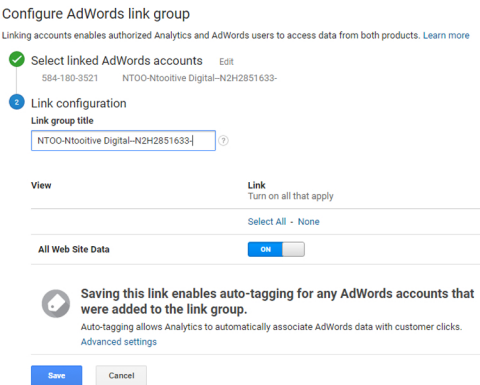 Configure AdWords link group
Linking accounts enables authorized Analytics and AdWords users to access data from both products. Learn more
Select linked AdWords accounts Edit
584-180-3521 NTOO-Ntooitive Digital--N2H2851633-
2 Link configuration
Link group title
NTOO-Ntooitive Digital--N2H2851633-
?
View Link
Turn on all that apply
Select All - None
All Web Site Data ON
Saving this link enables auto-tagging for any AdWords accounts that
were added to the link group.
Auto-tagging allows Analytics to automatically associate AdWords data with customer clicks.
Advanced settings
Save Cancel